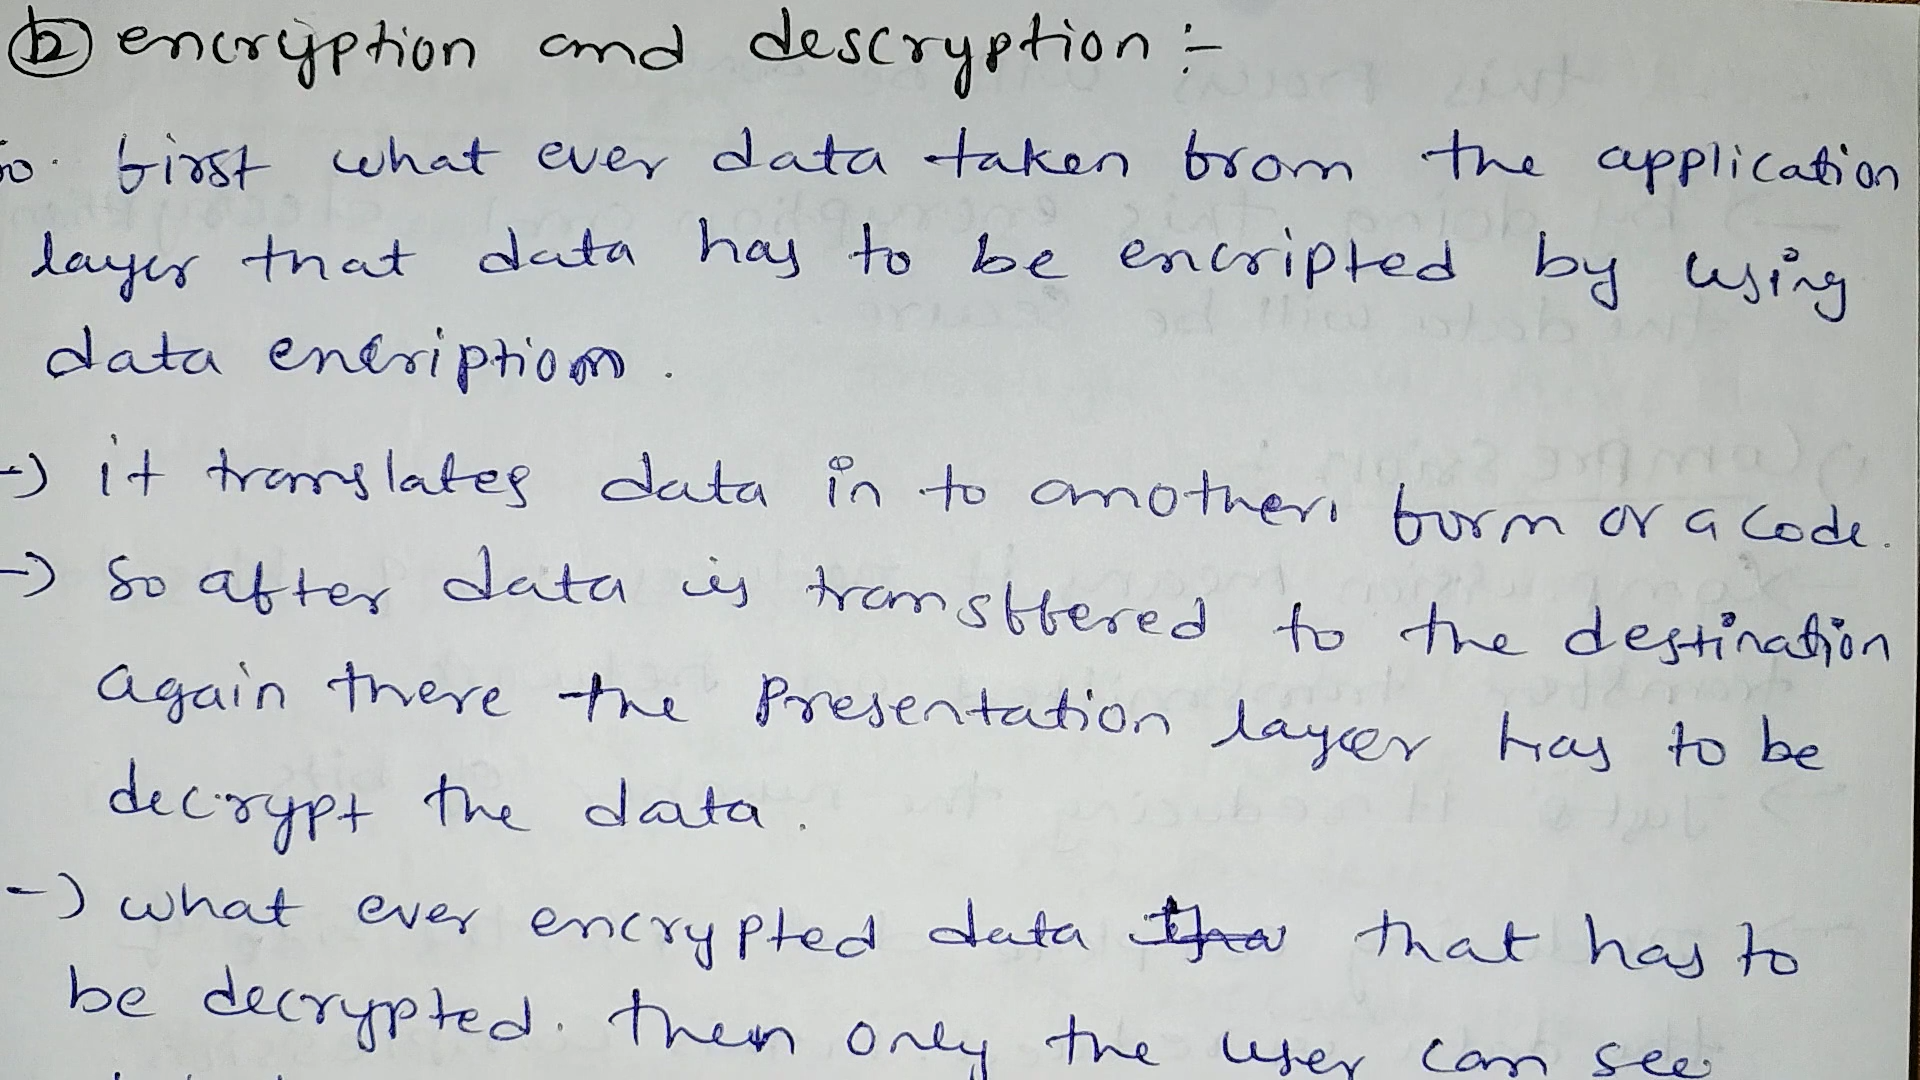 b encryption and descryption :-
so. first what ever data taken from the application
layer that data has to be encripted by using
data encription.
-> it translates data in to another form or a code.
-> So after data is transffered to the destination
again there the Presentation layer has to be
decrypt the data.
-> what ever encrypted data tha that has to
be decrypted. then only the user can see